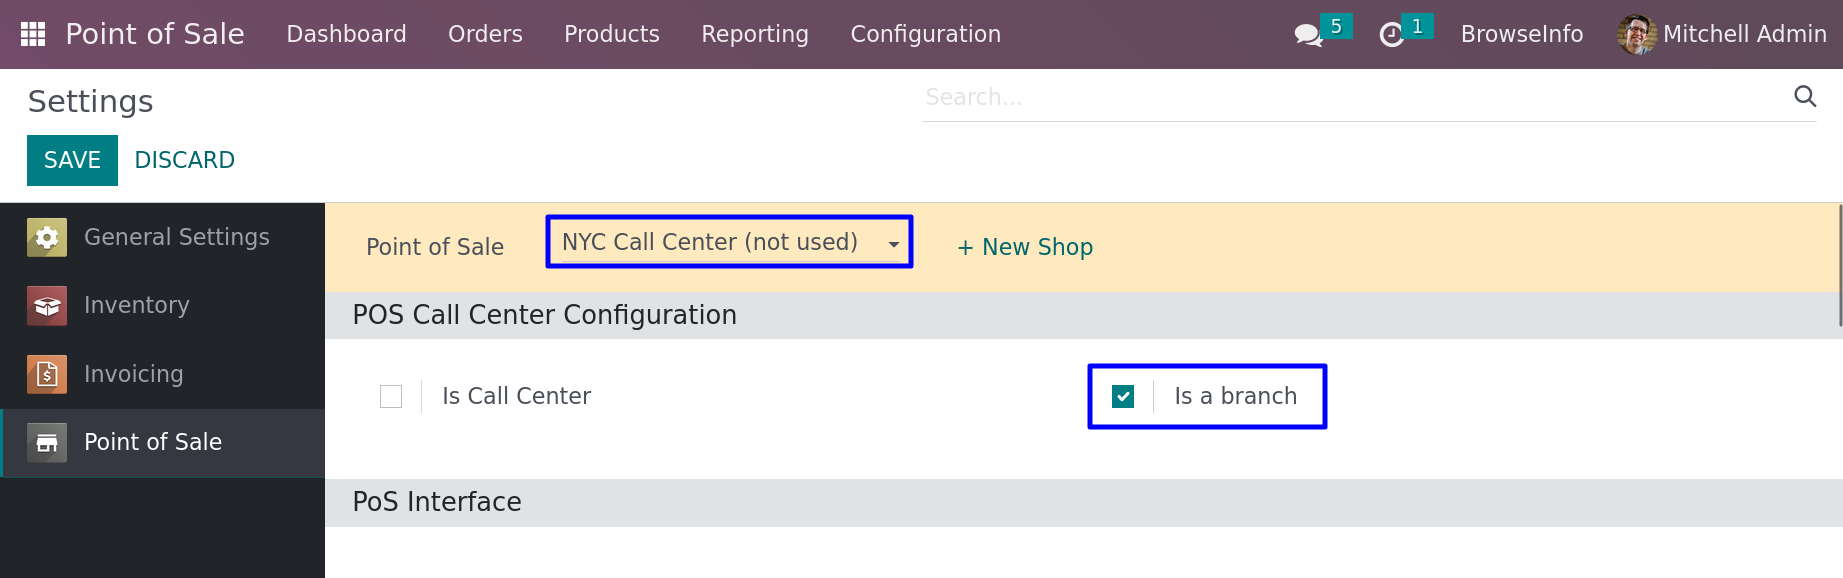 Point of Sale Dashboard Orders Products Reporting Configuration 5 1 BrowseInfo Mitchell Admin
Settings
Search...
SAVE DISCARD
General Settings
Inventory
Invoicing
Point of Sale
Point of Sale NYC Call Center (not used) + New Shop
POS Call Center Configuration
Is Call Center Is a branch
PoS Interface